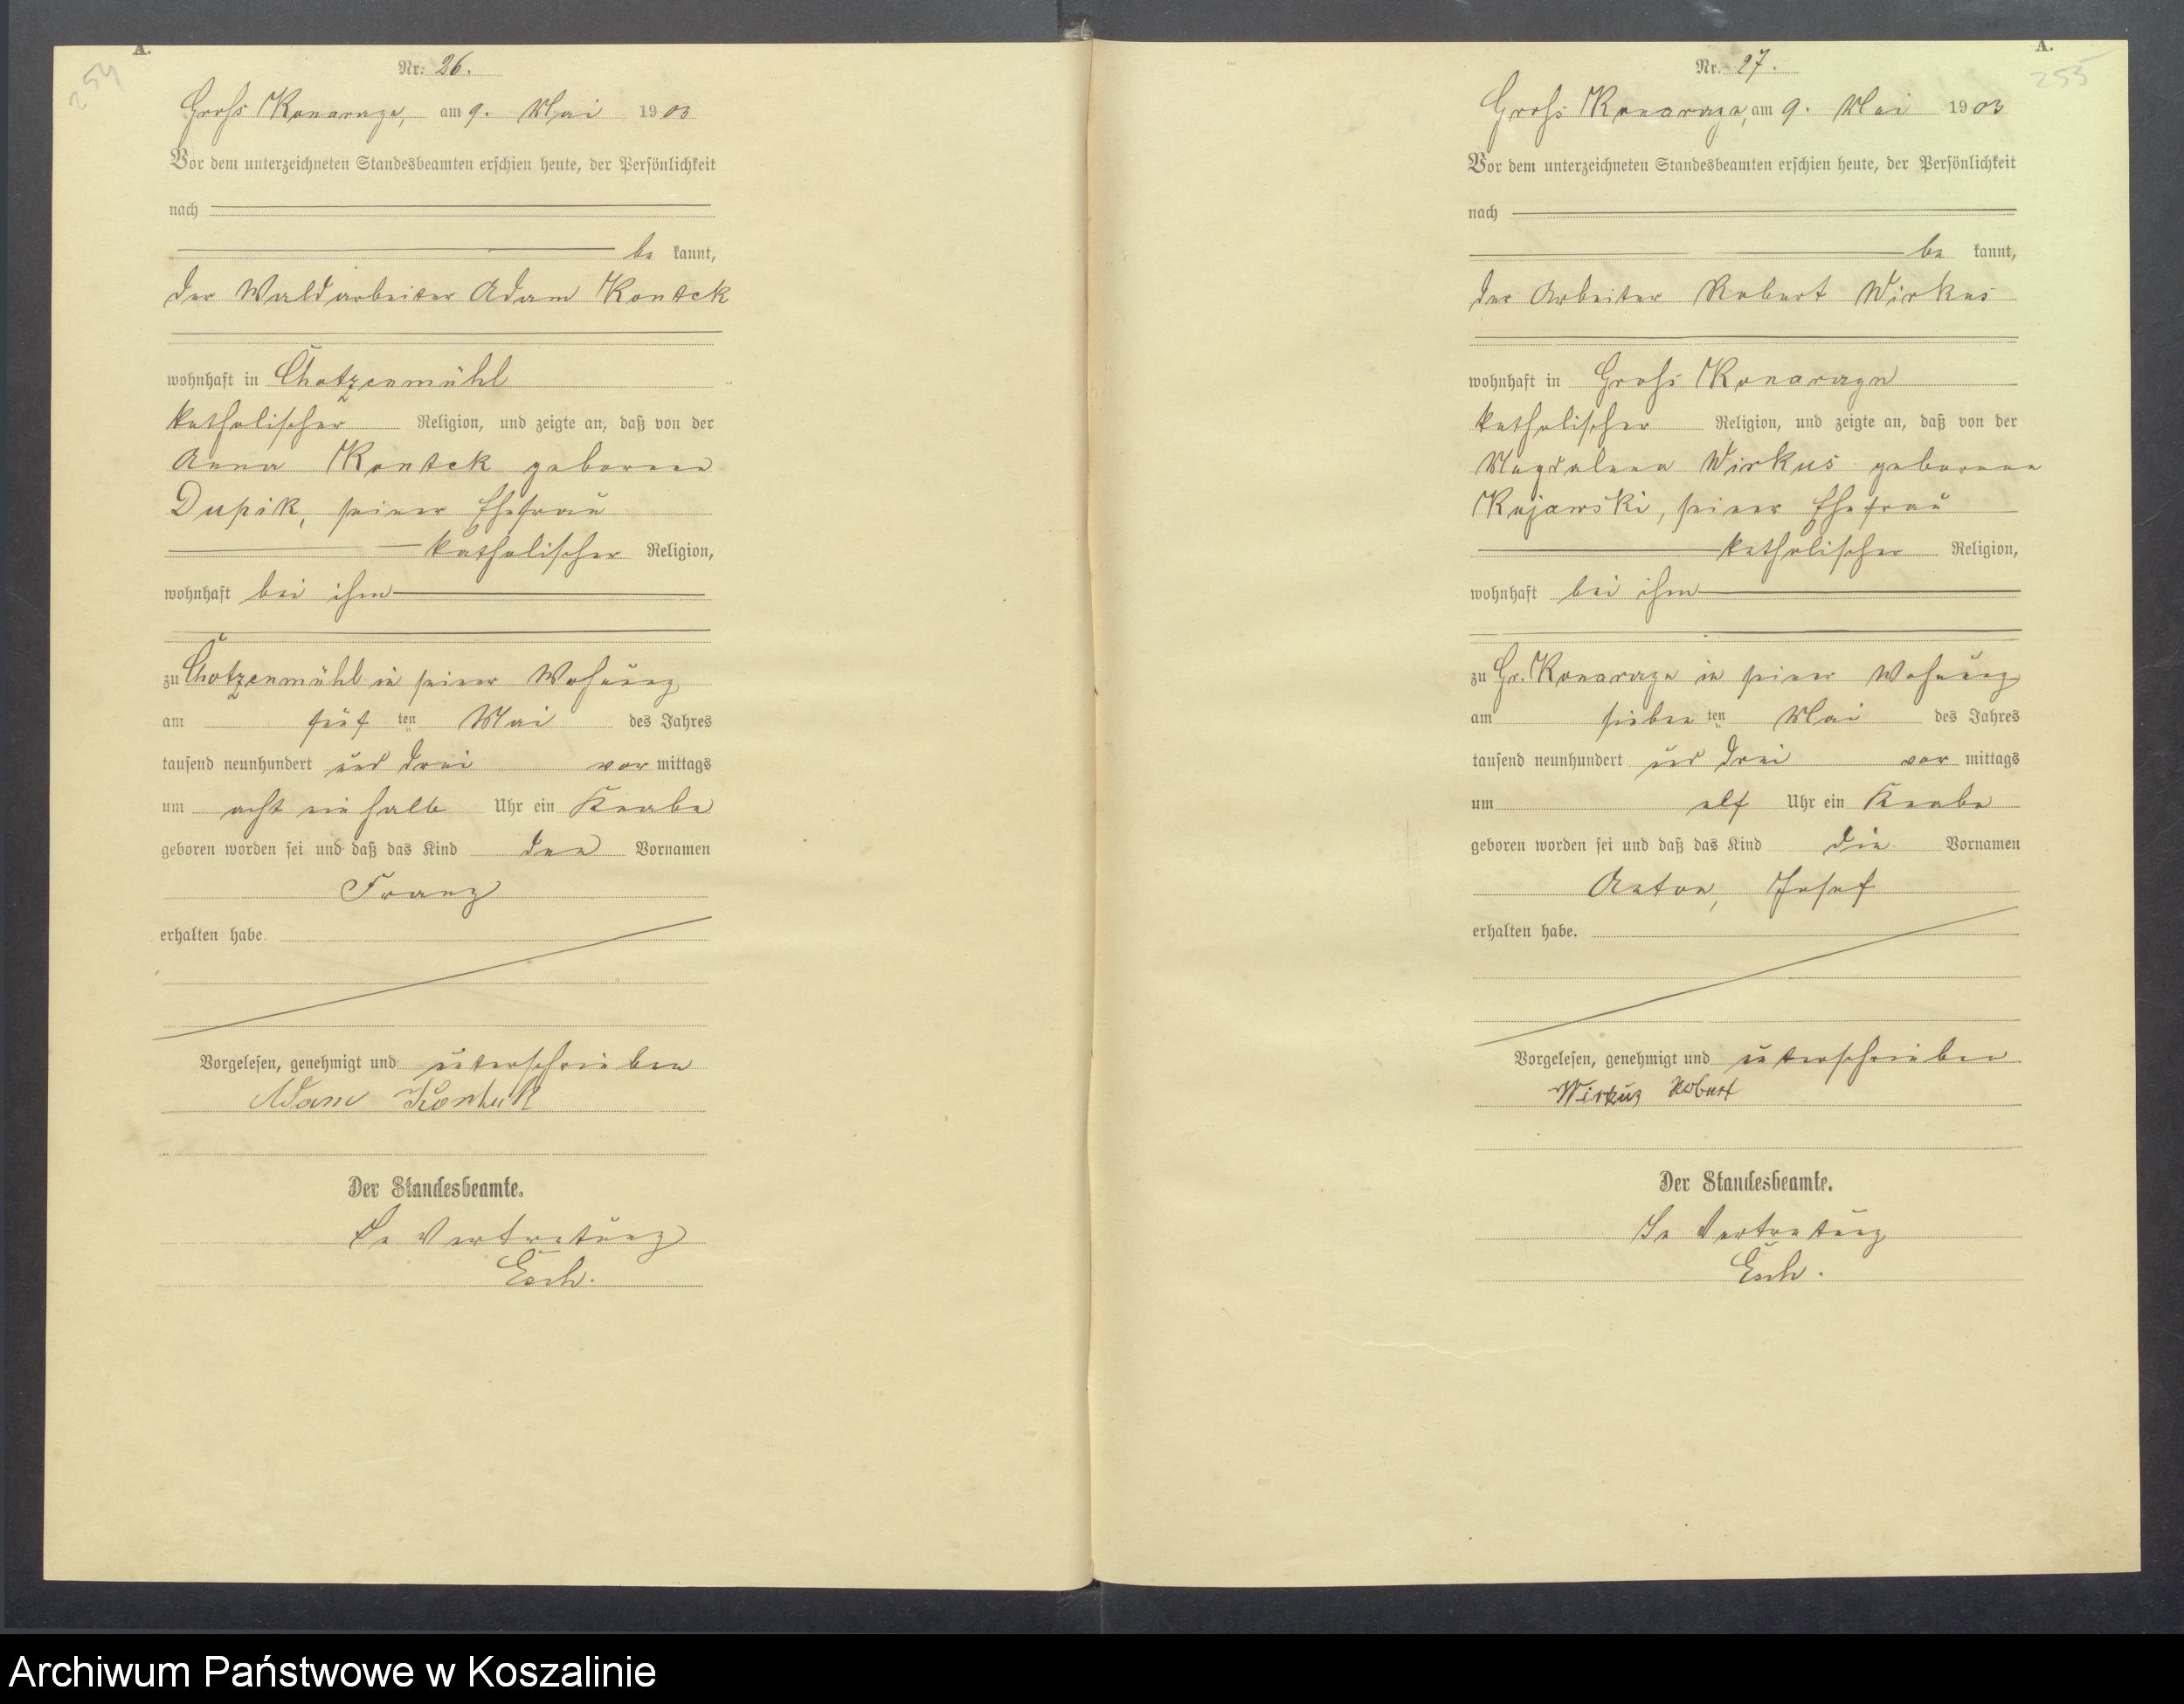 A.
254
Nr. 26.
Gross Konarzyn, am 9. Mai 1903
Vor dem unterzeichneten Standesbeamten erschien heute, der Persönlichkeit
nach
be kannt,
der Waldarbeiter Adam Kontek
wohnhaft in Chotzenmühl
katholischer Religion, und zeigte an, daß von der
Anna Kontek geborene
Dupik, seiner Ehefrau
katholischer Religion,
wohnhaft bei ihm
zu Chotzenmühl in seiner Wohnung
am fünf ten Mai des Jahres
tausend neunhundert und drei vor mittags
um acht ein halb Uhr ein Knabe
geboren worden sei und daß das Kind den Vornamen
Franz
erhalten habe.
Vorgelesen, genehmigt und unterschrieben
Adam Kontek
Der Standesbeamte.
In Vertretung
Esch.
A.
255
Nr. 27.
Gross Konarzyn, am 9. Mai 1903
Vor dem unterzeichneten Standesbeamten erschien heute, der Persönlichkeit
nach
be kannt,
der Arbeiter Robert Wirkus
wohnhaft in Gross Konarzyn
katholischer Religion, und zeigte an, daß von der
Magdalena Wirkus geborene
Kujawski, seiner Ehefrau
katholischer Religion,
wohnhaft bei ihm
zu Gr. Konarzyn in seiner Wohnung
am sieben ten Mai des Jahres
tausend neunhundert und drei vor mittags
um elf Uhr ein Knabe
geboren worden sei und daß das Kind die Vornamen
Anton, Josef
erhalten habe.
Vorgelesen, genehmigt und unterschrieben
Wirkus Robert
Der Standesbeamte.
In Vertretung
Esch.
Archiwum Państwowe w Koszalinie